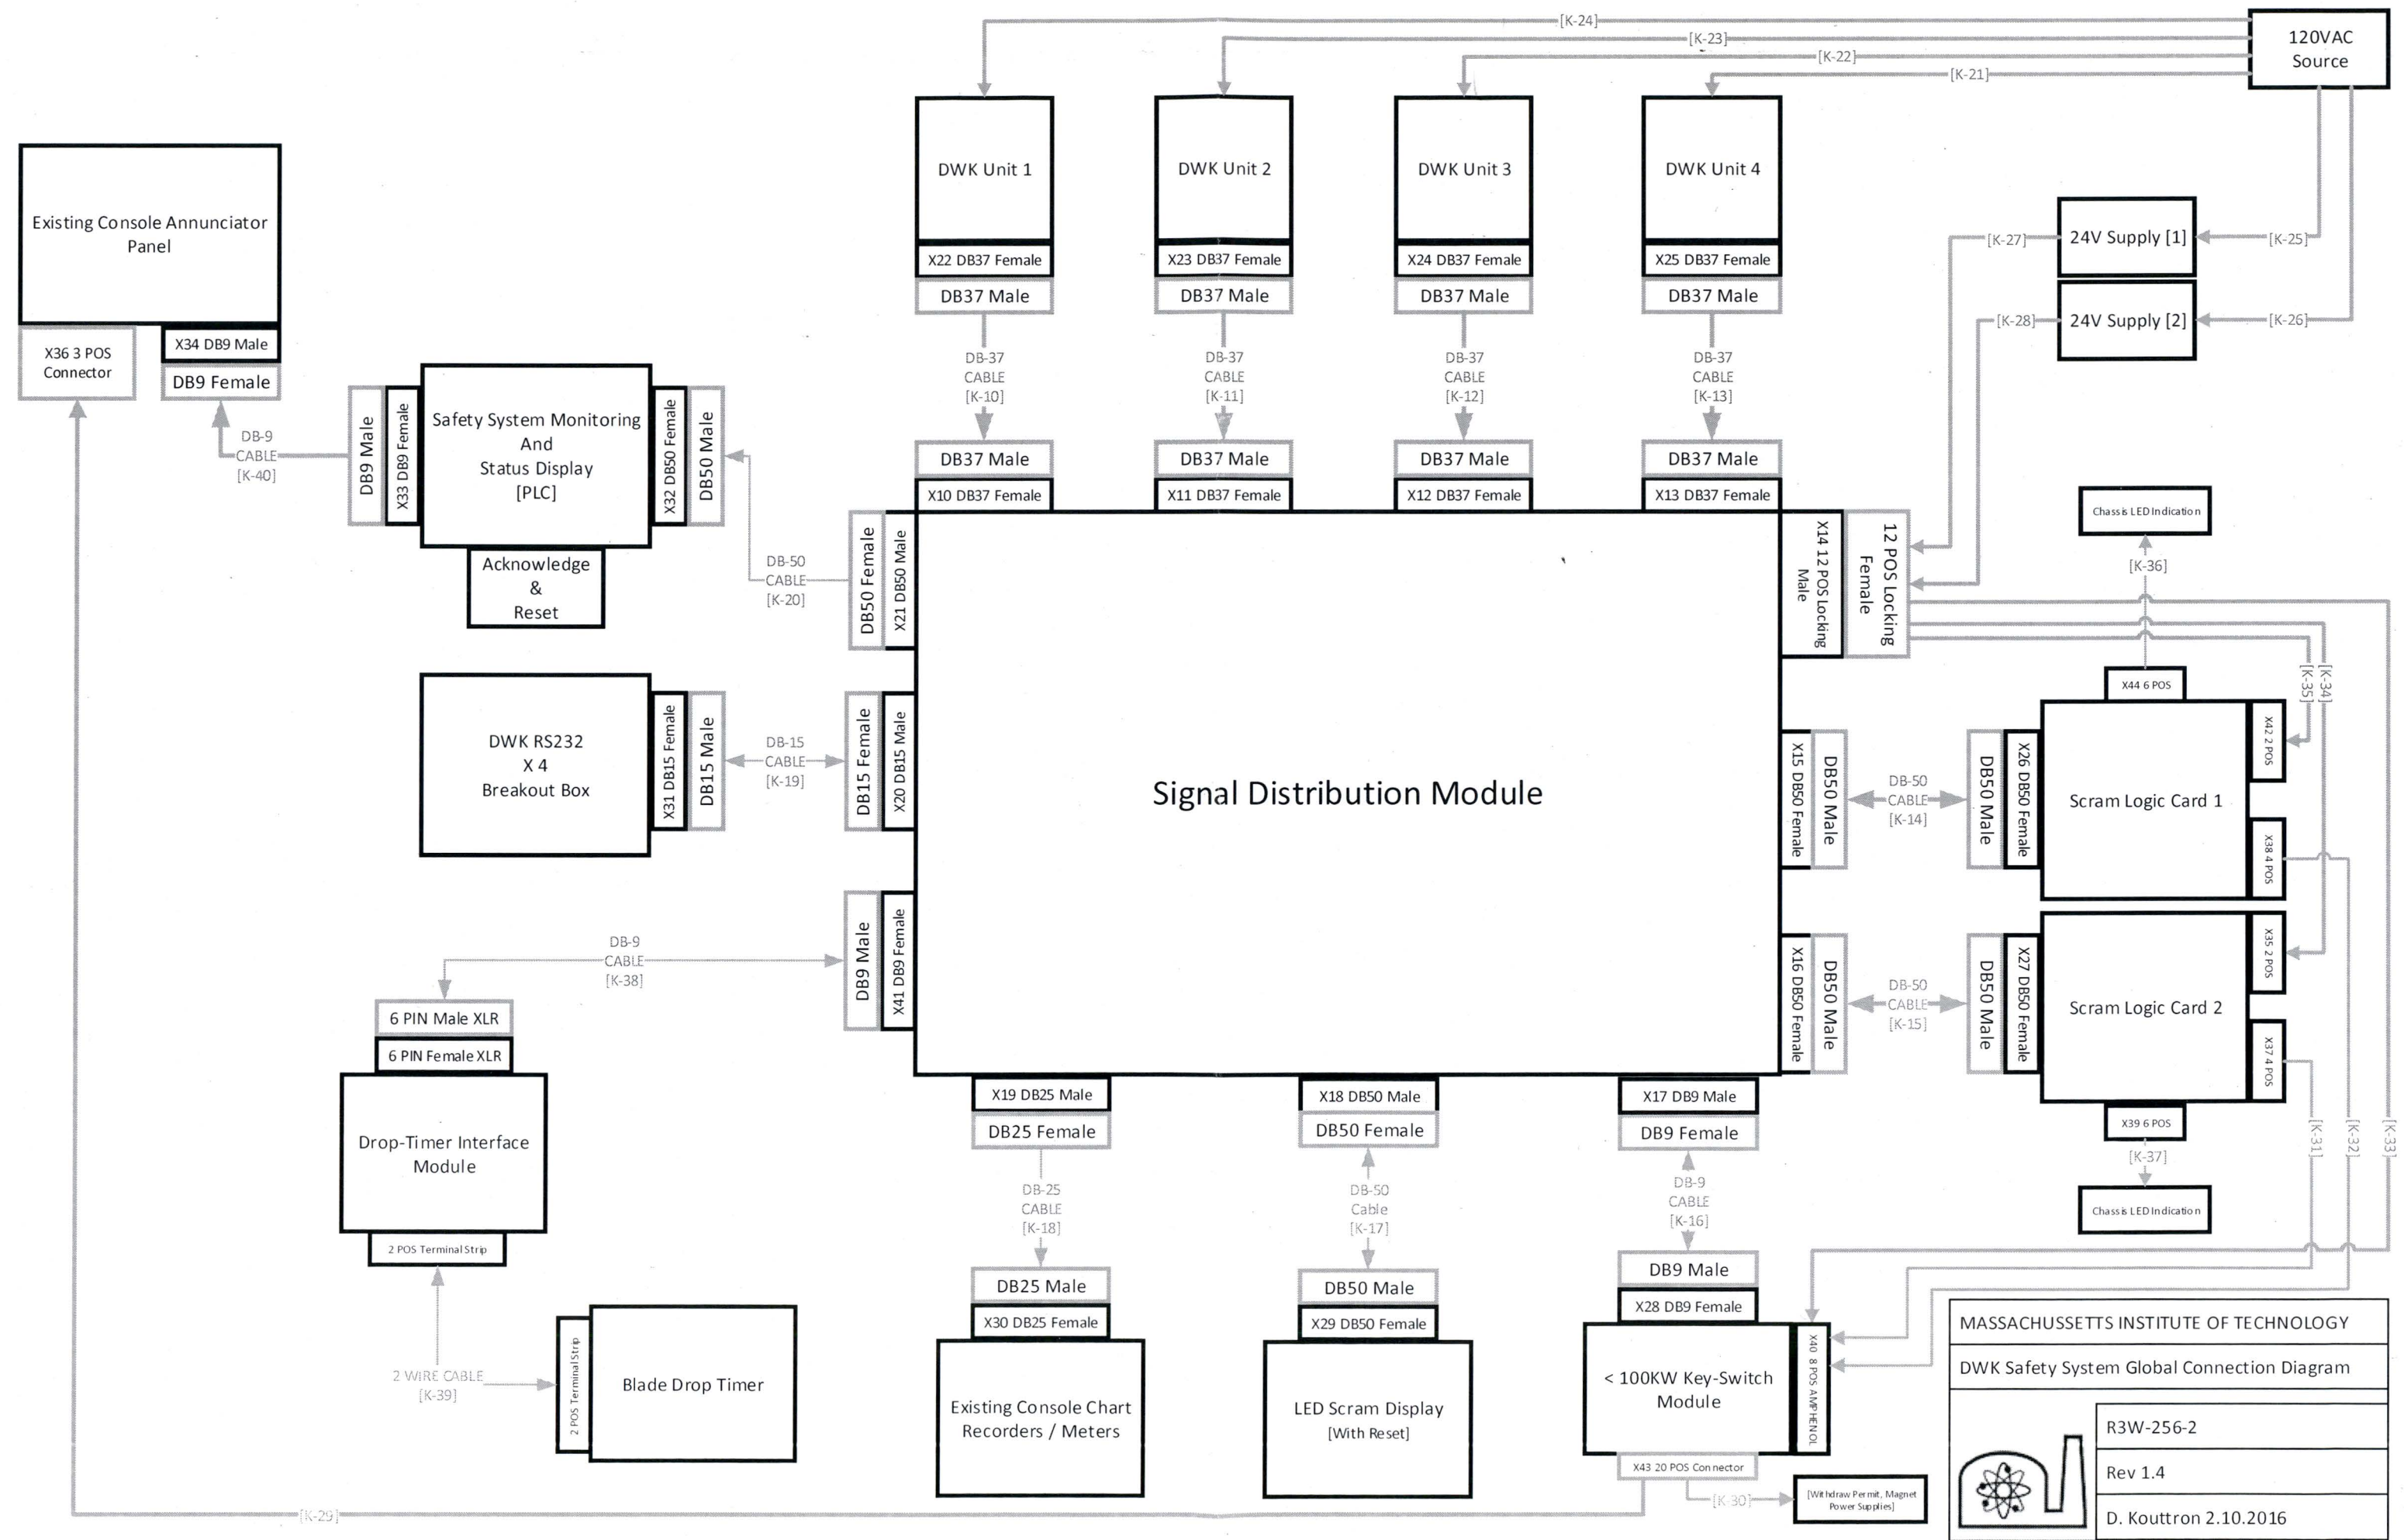 [K-24]
[K-23]
[K-22]
[K-21]
120VAC
Source
DWK Unit 1
DWK Unit 2
DWK Unit 3
DWK Unit 4
X22 DB37 Female
X23 DB37 Female
X24 DB37 Female
X25 DB37 Female
DB37 Male
DB37 Male
DB37 Male
DB37 Male
DB-37
CABLE
[K-10]
DB-37
CABLE
[K-11]
DB-37
CABLE
[K-12]
DB-37
CABLE
[K-13]
DB37 Male
DB37 Male
DB37 Male
DB37 Male
X10 DB37 Female
X11 DB37 Female
X12 DB37 Female
X13 DB37 Female
24V Supply [1]
[K-25]
[K-27]
24V Supply [2]
[K-26]
[K-28]
Existing Console Annunciator
Panel
X36 3 POS
Connector
X34 DB9 Male
DB9 Female
DB-9
CABLE
[K-40]
DB9 Male
X33 DB9 Female
Safety System Monitoring
And
Status Display
[PLC]
X32 DB50 Female
DB50 Male
Acknowledge
&
Reset
DB-50
CABLE
[K-20]
DB50 Female
X21 DB50 Male
X14 12 POS Locking
Male
12 POS Locking
Female
Chassis LED Indication
[K-36]
X44 6 POS
[K-35]
[K-34]
DWK RS232
X 4
Breakout Box
X31 DB15 Female
DB15 Male
DB-15
CABLE
[K-19]
DB15 Female
X20 DB15 Male
Signal Distribution Module
X15 DB50 Female
DB50 Male
DB-50
CABLE
[K-14]
DB50 Male
X26 DB50 Female
Scram Logic Card 1
X42 2 POS
X38 4 POS
DB-9
CABLE
[K-38]
DB9 Male
X41 DB9 Female
X16 DB50 Female
DB50 Male
DB-50
CABLE
[K-15]
DB50 Male
X27 DB50 Female
Scram Logic Card 2
X35 2 POS
X37 4 POS
X39 6 POS
[K-37]
Chassis LED Indication
[K-31]
[K-32]
[K-33]
6 PIN Male XLR
6 PIN Female XLR
Drop-Timer Interface
Module
2 POS Terminal Strip
2 WIRE CABLE
[K-39]
2 POS Terminal Strip
Blade Drop Timer
X19 DB25 Male
DB25 Female
DB-25
CABLE
[K-18]
DB25 Male
X30 DB25 Female
Existing Console Chart
Recorders / Meters
X18 DB50 Male
DB50 Female
DB-50
Cable
[K-17]
DB50 Male
X29 DB50 Female
LED Scram Display
[With Reset]
X17 DB9 Male
DB9 Female
DB-9
CABLE
[K-16]
DB9 Male
X28 DB9 Female
< 100KW Key-Switch
Module
X40 8 POS AMPHENOL
X43 20 POS Connector
[K-30]
[Withdraw Permit, Magnet
Power Supplies]
[K-29]
MASSACHUSSETTS INSTITUTE OF TECHNOLOGY
DWK Safety System Global Connection Diagram
R3W-256-2
Rev 1.4
D. Kouttron 2.10.2016